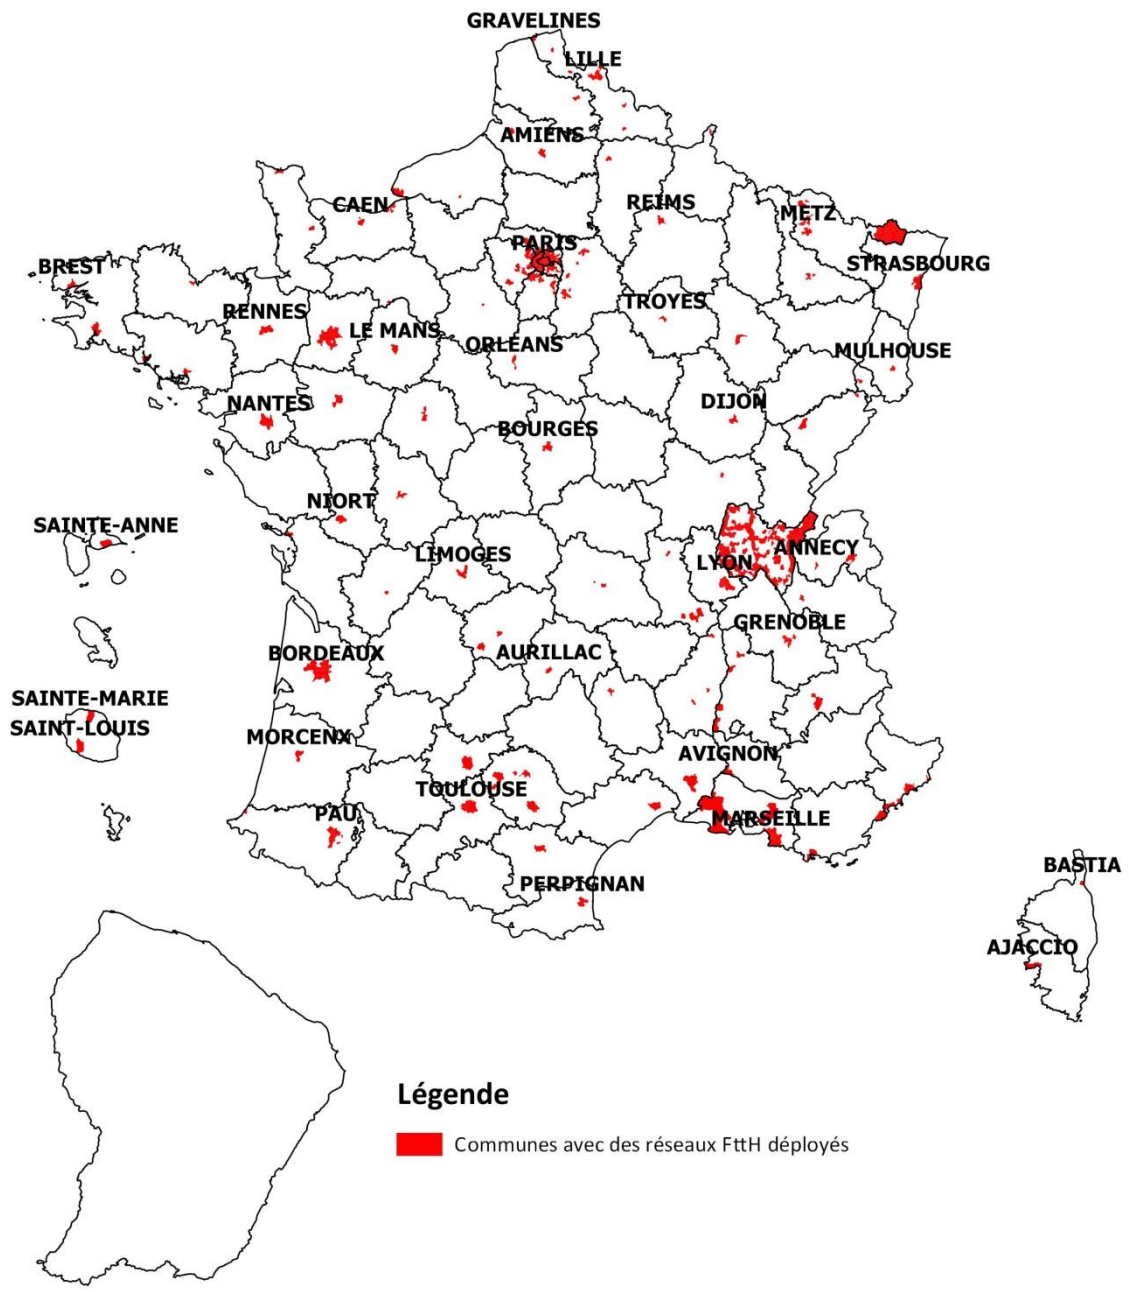 GRAVELINES
LILLE
AMIENS
REIMS
CAEN
METZ
PARIS
STRASBOURG
BREST
TROYES
RENNES
LE MANS
ORLEANS
MULHOUSE
NANTES
DIJON
BOURGES
NIORT
SAINTE-ANNE
LIMOGES
ANNECY
LYON
GRENOBLE
BORDEAUX
AURILLAC
SAINTE-MARIE
SAINT-LOUIS
MORCENX
AVIGNON
TOULOUSE
PAU
MARSEILLE
BASTIA
PERPIGNAN
AJACCIO
Légende
Communes avec des réseaux FttH déployés